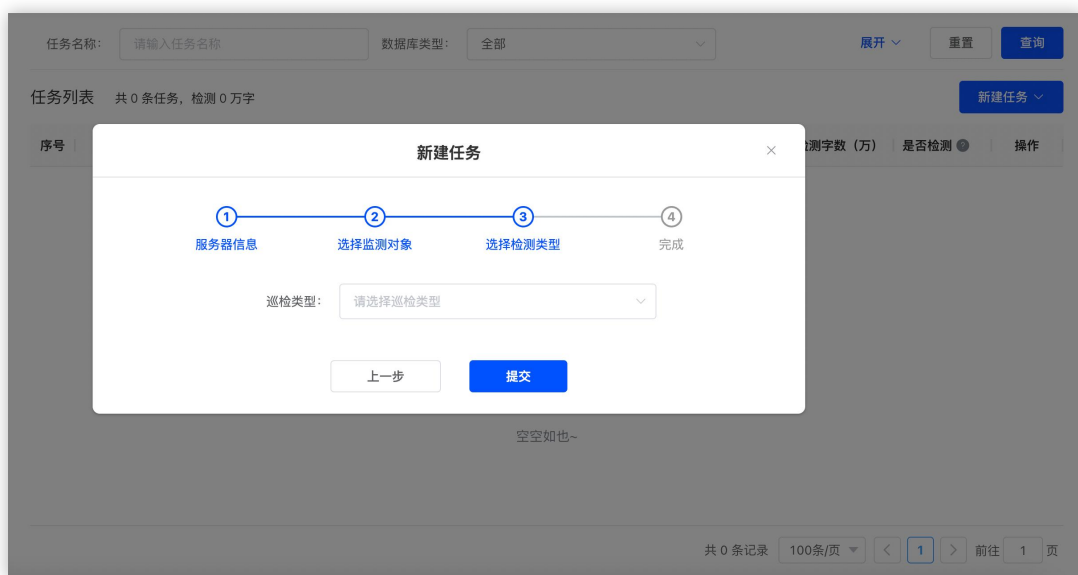 任务名称： 请输入任务名称 数据库类型： 全部 展开 重置 查询
任务列表 共 0 条任务，检测 0 万字 新建任务
序号 测字数（万） 是否检测 操作
新建任务
1 2 3 4
服务器信息 选择监测对象 选择检测类型 完成
巡检类型： 请选择巡检类型
上一步 提交
空空如也~
共 0 条记录 100条/页 1 前往 1 页